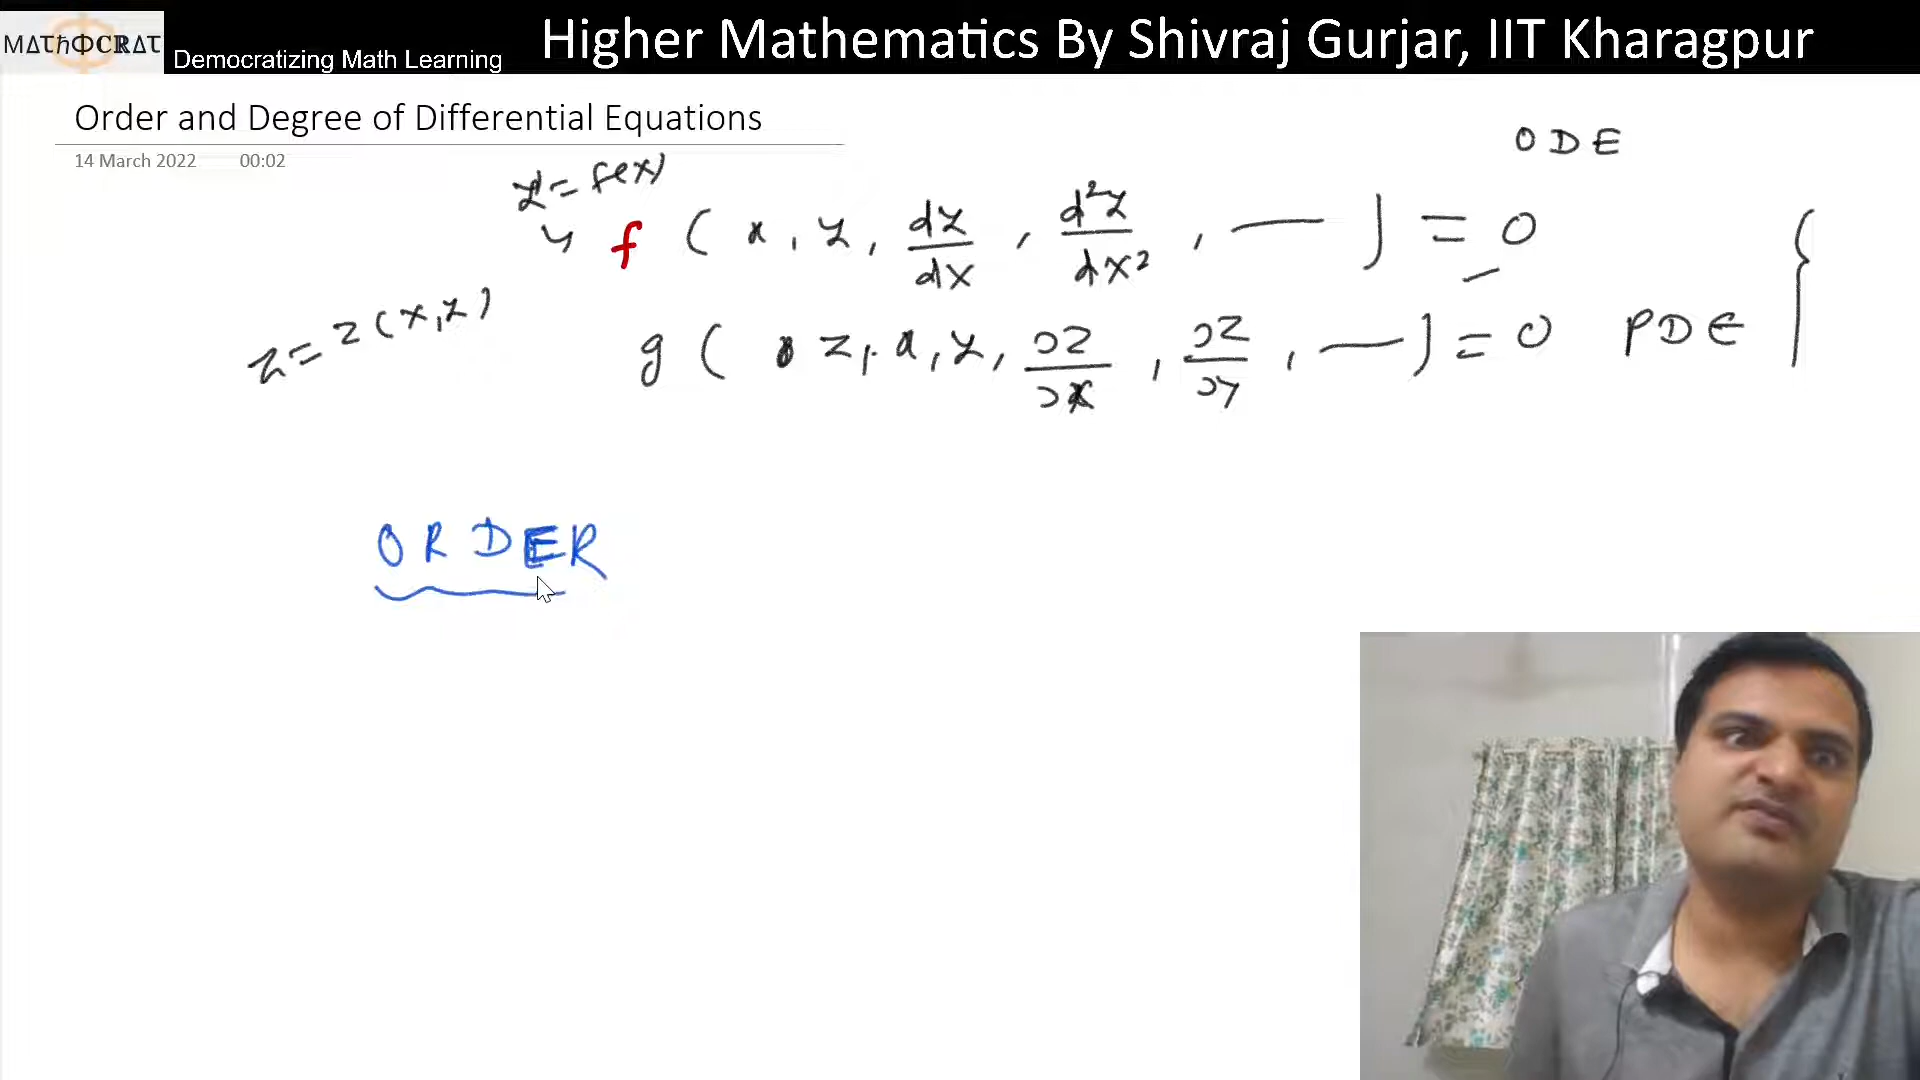 MΔTħΦCRΔT Democratizing Math Learning Higher Mathematics By Shivraj Gurjar, IIT Kharagpur
Order and Degree of Differential Equations
14 March 2022 00:02
ODE
y = f(x)
f ( x, y, dy/dx, d²y/dx², — ) = 0
z = z(x, y)
g ( z, x, y, ∂z/∂x, ∂z/∂y, — ) = 0 PDE }
ORDER